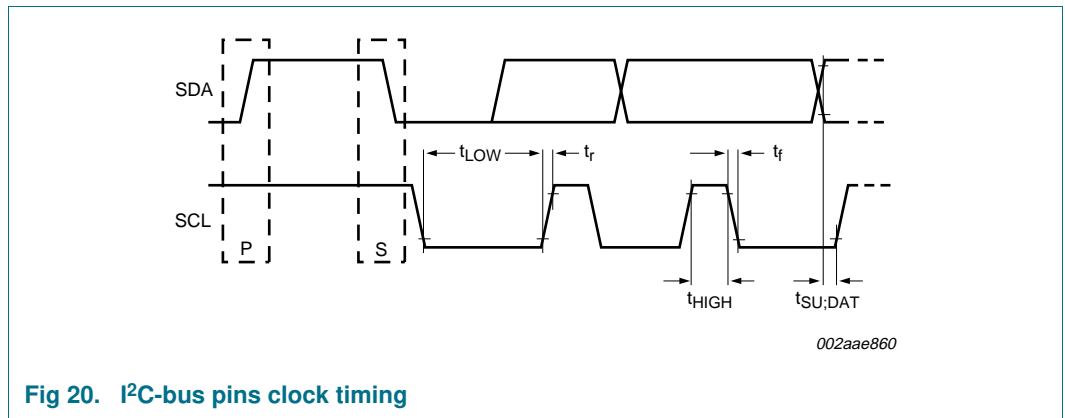 SDA
tLOW
tr
tf
SCL
P
S
tHIGH
tSU;DAT
002aae860
Fig 20. I2C-bus pins clock timing